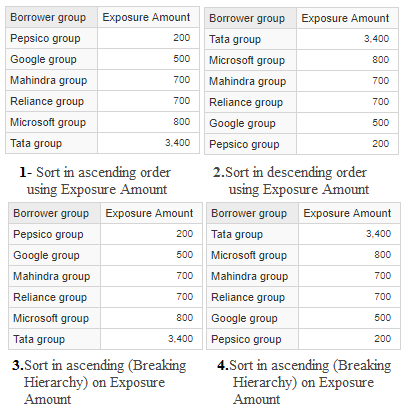 Borrower group Exposure Amount
Pepsico group 200
Google group 500
Mahindra group 700
Reliance group 700
Microsoft group 800
Tata group 3,400
1- Sort in ascending order
using Exposure Amount
Borrower group Exposure Amount
Tata group 3,400
Microsoft group 800
Mahindra group 700
Reliance group 700
Google group 500
Pepsico group 200
2.Sort in descending order
using Exposure Amount
Borrower group Exposure Amount
Pepsico group 200
Google group 500
Mahindra group 700
Reliance group 700
Microsoft group 800
Tata group 3,400
3.Sort in ascending (Breaking
Hierarchy) on Exposure
Amount
Borrower group Exposure Amount
Tata group 3,400
Microsoft group 800
Mahindra group 700
Reliance group 700
Google group 500
Pepsico group 200
4.Sort in ascending (Breaking
Hierarchy) on Exposure
Amount